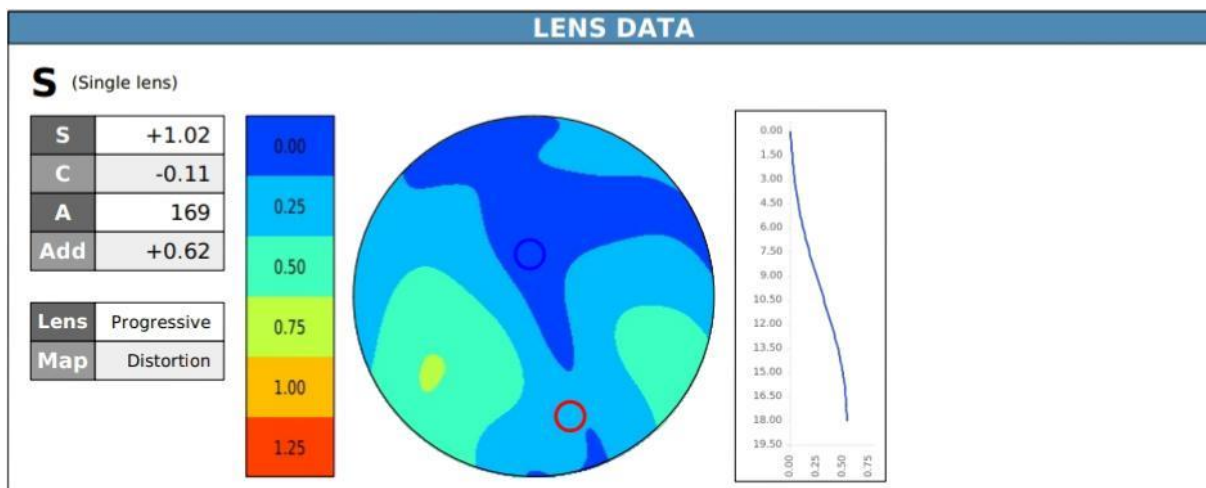 LENS DATA
S (Single lens)
S +1.02
C -0.11
A 169
Add +0.62
Lens Progressive
Map Distortion
0.00
0.25
0.50
0.75
1.00
1.25
0.00
1.50
3.00
4.50
6.00
7.50
9.00
10.50
12.00
13.50
15.00
16.50
18.00
19.50
0.00 0.25 0.50 0.75